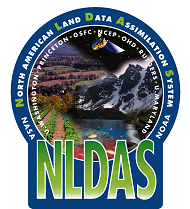 NASA North American Land Data Assimilation System NOAA
U·WASHINGTON·PRINCETON·GSFC·NCEP·OHD·RUTGERS·U·MARYLAND
NLDAS